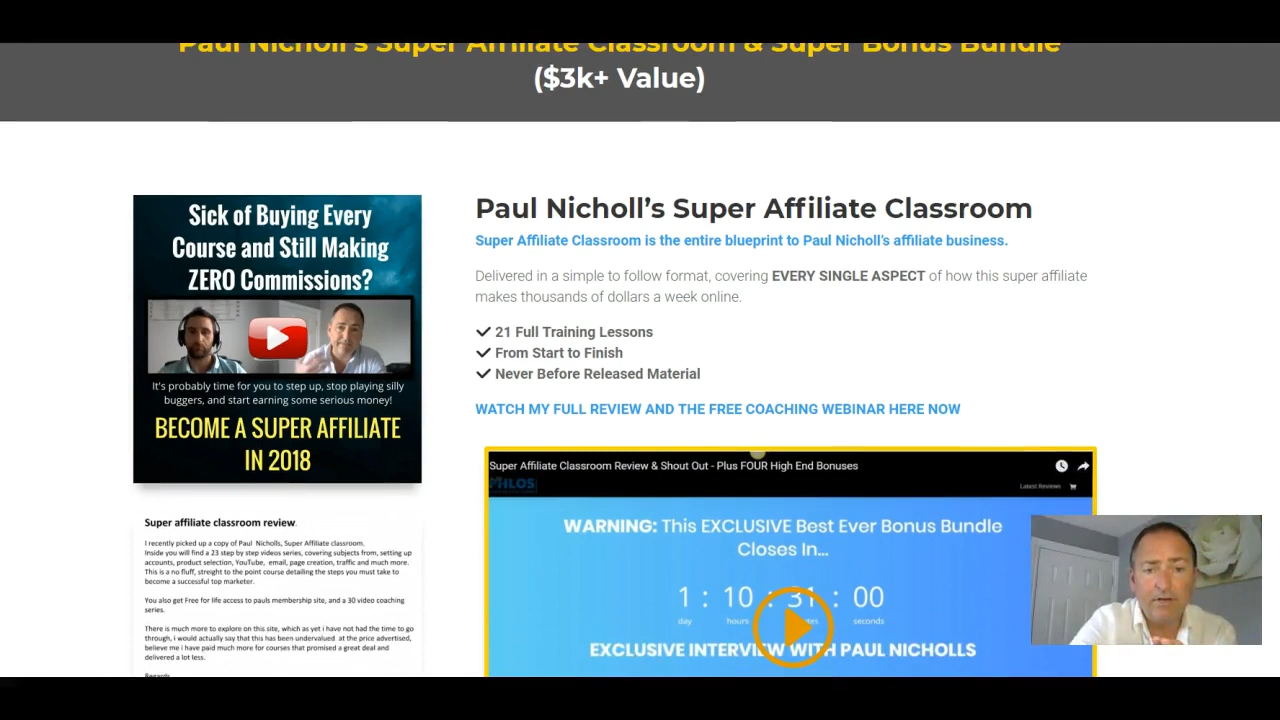 Paul Nicholl's Super Affiliate Classroom & Super Bonus Bundle
($3k+ Value)
Sick of Buying Every
Course and Still Making
ZERO Commissions?
It's probably time for you to step up, stop playing silly
buggers, and start earning some serious money!
BECOME A SUPER AFFILIATE
IN 2018
Super affiliate classroom review.
I recently picked up a copy of Paul Nicholls, Super Affiliate classroom.
Inside you will find a 23 step by step videos series, covering subjects from, setting up
accounts, product selection, YouTube, email, page creation, traffic and much more.
This is a no fluff, streight to the point course detailing the steps you must take to
become a successful top marketer.
You also get Free for life access to pauls membership site, and a 30 video coaching
series.
There is much more to explore on this site, which as yet i have not had the time to go
through, i would actually say that this has been undervalued at the price advertised,
believe me i have paid much more for courses that promised a great deal and
delivered a lot less.
Regards
Paul Nicholl's Super Affiliate Classroom
Super Affiliate Classroom is the entire blueprint to Paul Nicholl's affiliate business.
Delivered in a simple to follow format, covering EVERY SINGLE ASPECT of how this super affiliate
makes thousands of dollars a week online.
21 Full Training Lessons
From Start to Finish
Never Before Released Material
WATCH MY FULL REVIEW AND THE FREE COACHING WEBINAR HERE NOW
Super Affiliate Classroom Review & Shout Out - Plus FOUR High End Bonuses
Latest Reviews
WARNING: This EXCLUSIVE Best Ever Bonus Bundle
Closes In...
1 : 10 : 31 : 00
day hours seconds
EXCLUSIVE INTERVIEW WITH PAUL NICHOLLS